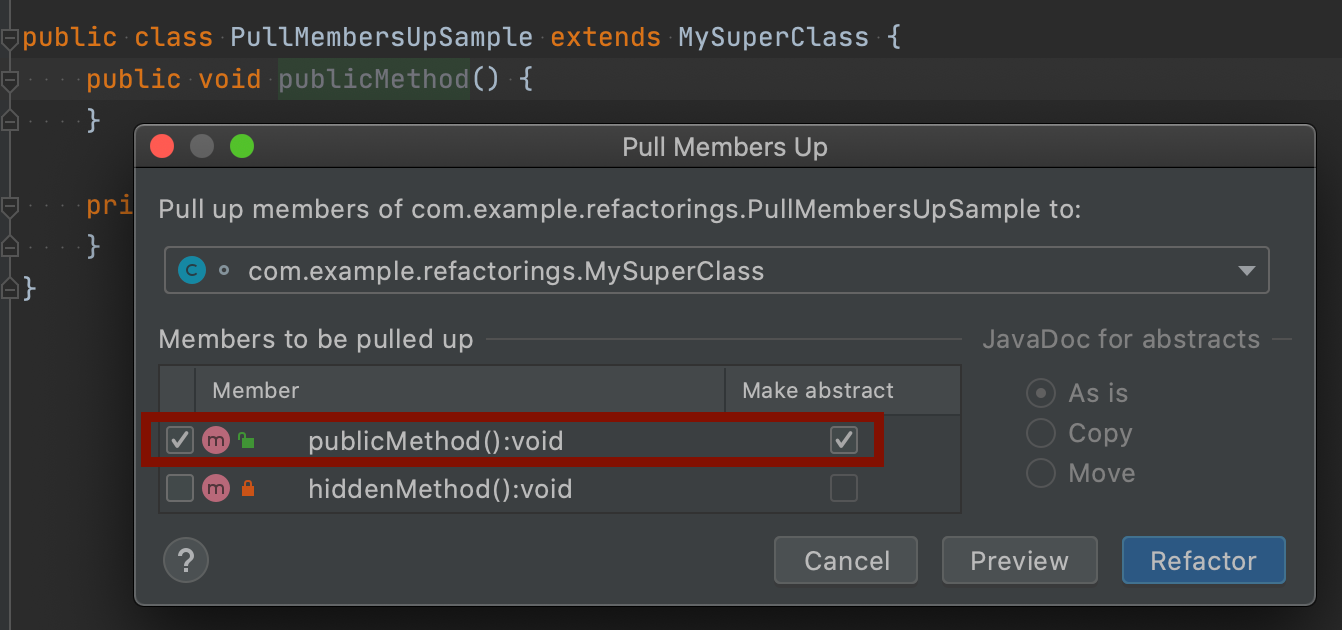 public class PullMembersUpSample extends MySuperClass {
public void publicMethod() {
}
Pull Members Up
pri
Pull up members of com.example.refactorings.PullMembersUpSample to:
}
C com.example.refactorings.MySuperClass
}
Members to be pulled up
JavaDoc for abstracts
Member Make abstract
As is
m publicMethod():void
Copy
m hiddenMethod():void
Move
? Cancel Preview Refactor